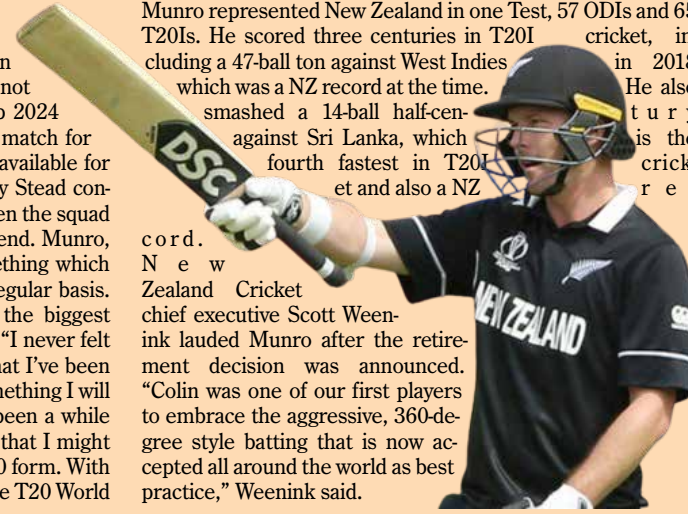 n
not
2024
match for
available for
y Stead con-
en the squad
end. Munro,
ething which
egular basis.
the biggest
“I never felt
at I’ve been
mething I will
been a while
that I might
0 form. With
e T20 World
Munro represented New Zealand in one Test, 57 ODIs and 65
T20Is. He scored three centuries in T20I cricket, in-
cluding a 47-ball ton against West Indies in 2018
which was a NZ record at the time. He also
smashed a 14-ball half-cen- tury
against Sri Lanka, which is the
fourth fastest in T20I crick-
et and also a NZ re-
cord.
New
Zealand Cricket
chief executive Scott Ween-
ink lauded Munro after the retire-
ment decision was announced.
“Colin was one of our first players
to embrace the aggressive, 360-de-
gree style batting that is now ac-
cepted all around the world as best
practice,” Weenink said.
DSC
NEW ZEALAND